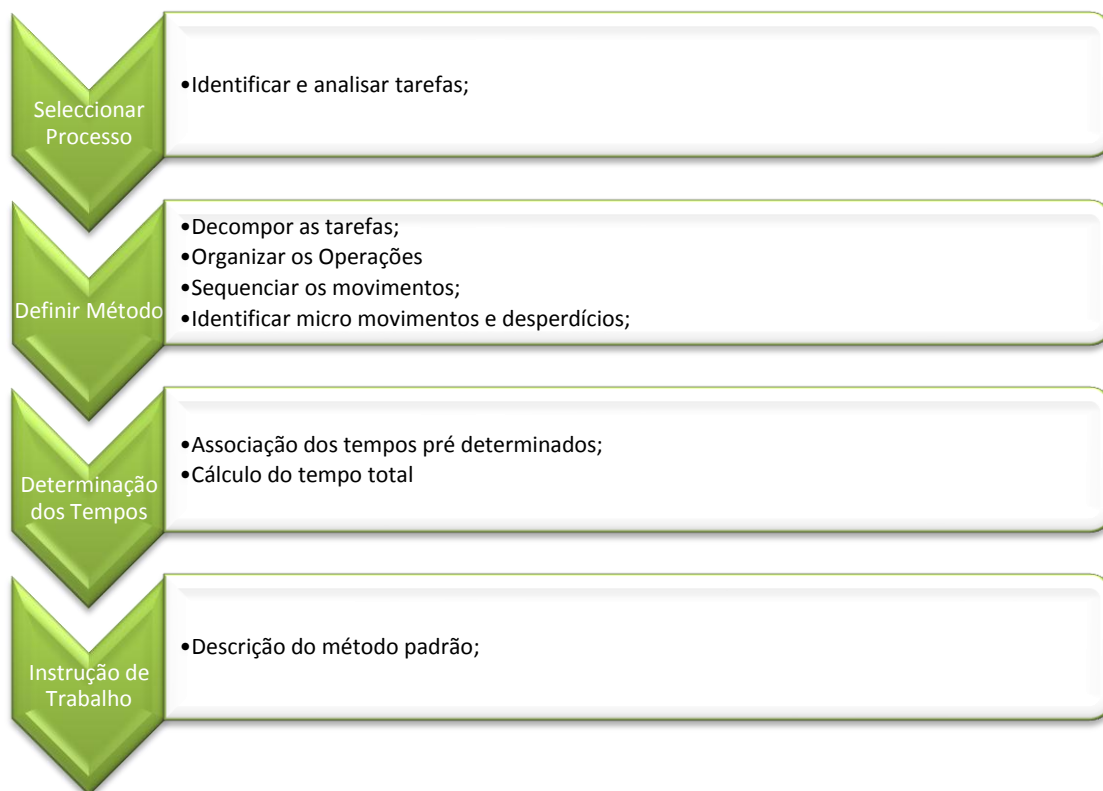 Seleccionar
Processo
•Identificar e analisar tarefas;
Definir Método
•Decompor as tarefas;
•Organizar os Operações
•Sequenciar os movimentos;
•Identificar micro movimentos e desperdícios;
Determinação
dos Tempos
•Associação dos tempos pré determinados;
•Cálculo do tempo total
Instrução de
Trabalho
•Descrição do método padrão;